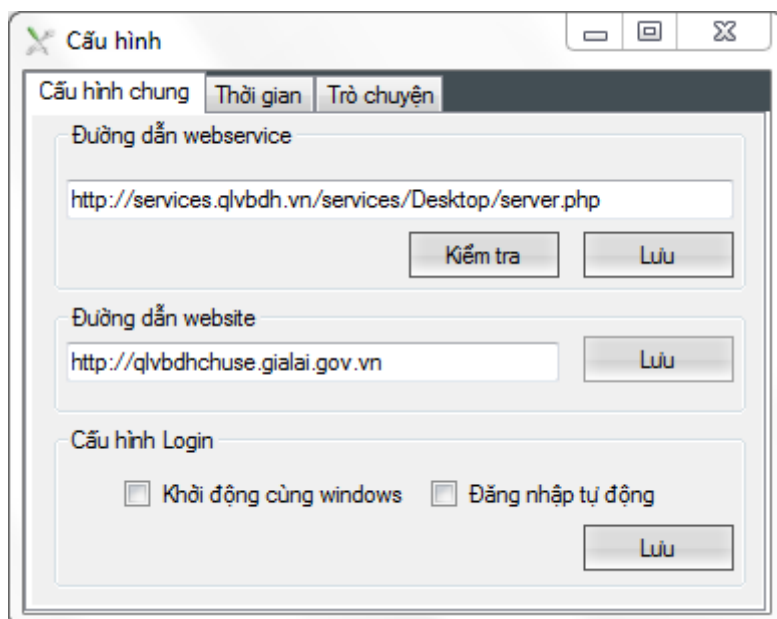 Cấu hình
Cấu hình chung Thời gian Trò chuyện
Đường dẫn webservice
http://services.qlvbdh.vn/services/Desktop/server.php
Kiểm tra Lưu
Đường dẫn website
http://qlvbdhchuse.gialai.gov.vn Lưu
Cấu hình Login
Khởi động cùng windows Đăng nhập tự động
Lưu